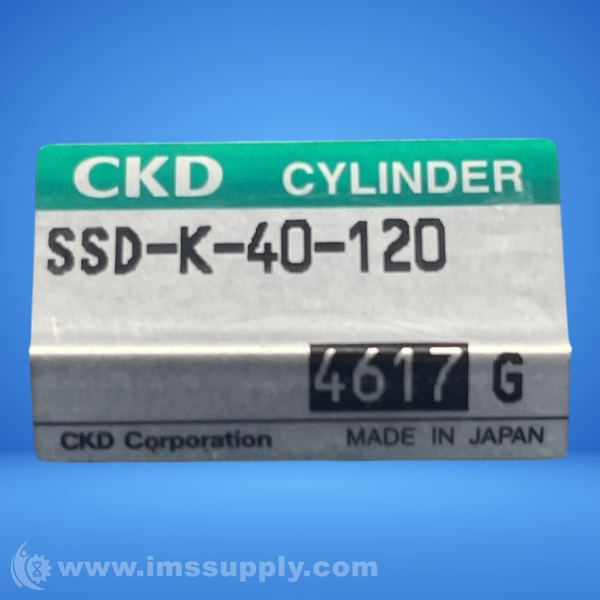 CKD CYLINDER
SSD-K-40-120
4617 G
CKD Corporation MADE IN JAPAN
www.imssupply.com